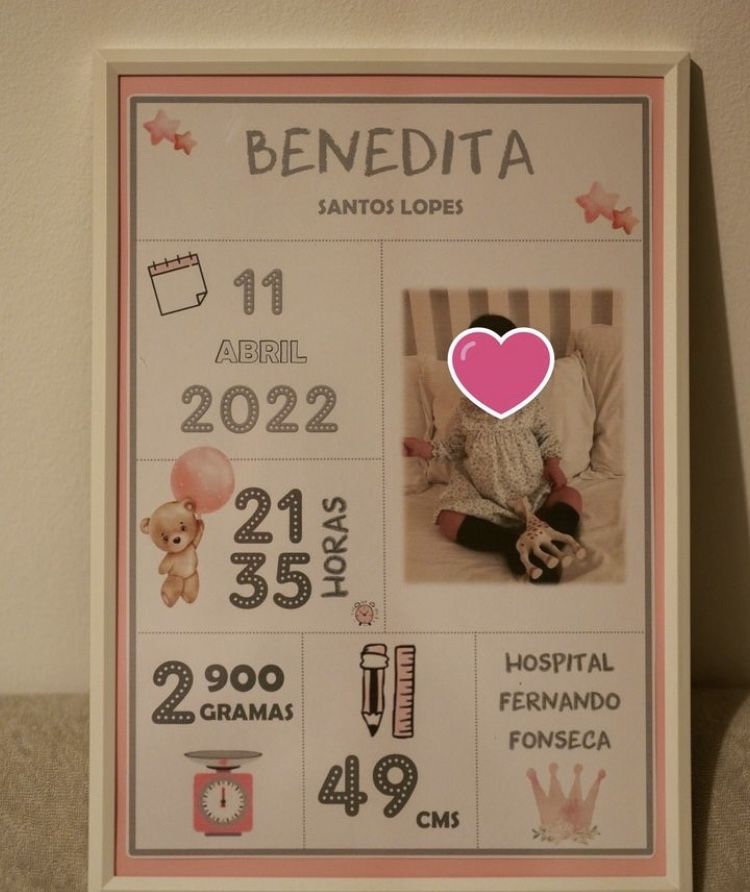 BENEDITA
SANTOS LOPES
11
ABRIL
2022
21
35
HORAS
2 900
GRAMAS
49
CMS
HOSPITAL
FERNANDO
FONSECA